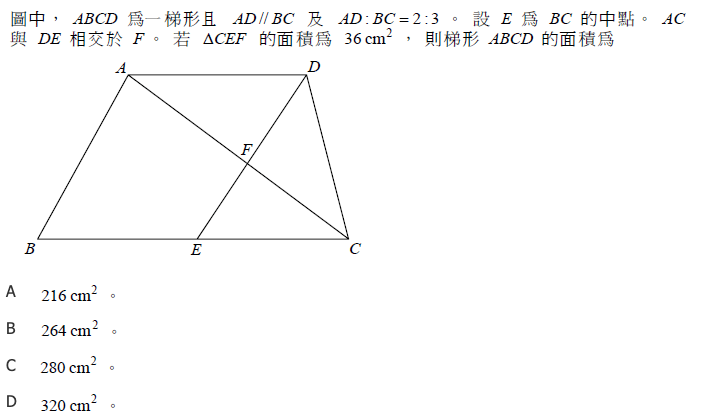 圖中， ABCD 爲一梯形且 AD // BC 及 AD : BC = 2 : 3 。 設 E 爲 BC 的中點。 AC
與 DE 相交於 F 。 若 ΔCEF 的面積爲 36 cm² ， 則梯形 ABCD 的面積爲
A D
F
B E C
A 216 cm² 。
B 264 cm² 。
C 280 cm² 。
D 320 cm² 。